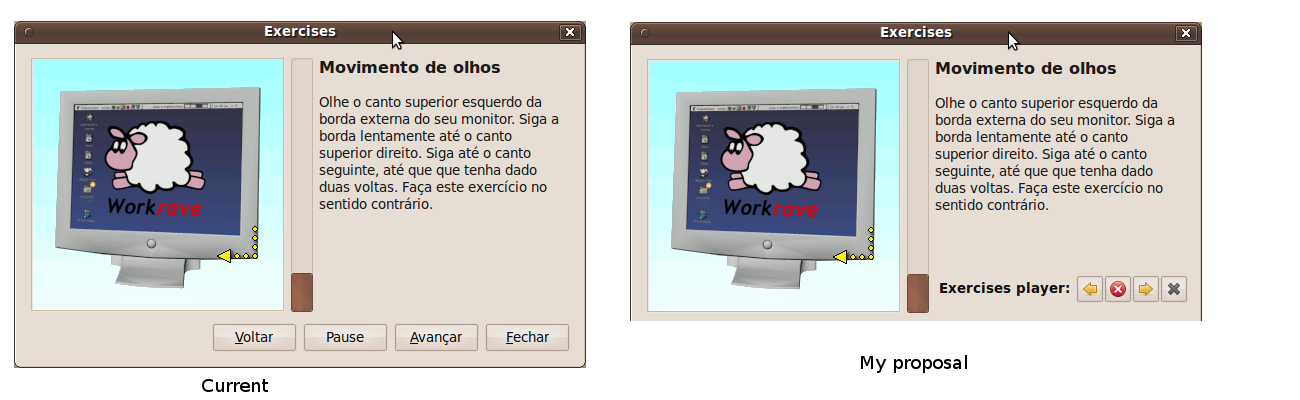 Exercises
Movimento de olhos
Olhe o canto superior esquerdo da
borda externa do seu monitor. Siga a
borda lentamente até o canto
superior direito. Siga até o canto
seguinte, até que que tenha dado
duas voltas. Faça este exercício no
sentido contrário.
Workrave
Voltar
Pause
Avançar
Fechar
Current
Exercises
Movimento de olhos
Olhe o canto superior esquerdo da
borda externa do seu monitor. Siga a
borda lentamente até o canto
superior direito. Siga até o canto
seguinte, até que que tenha dado
duas voltas. Faça este exercício no
sentido contrário.
Workrave
Exercises player:
My proposal